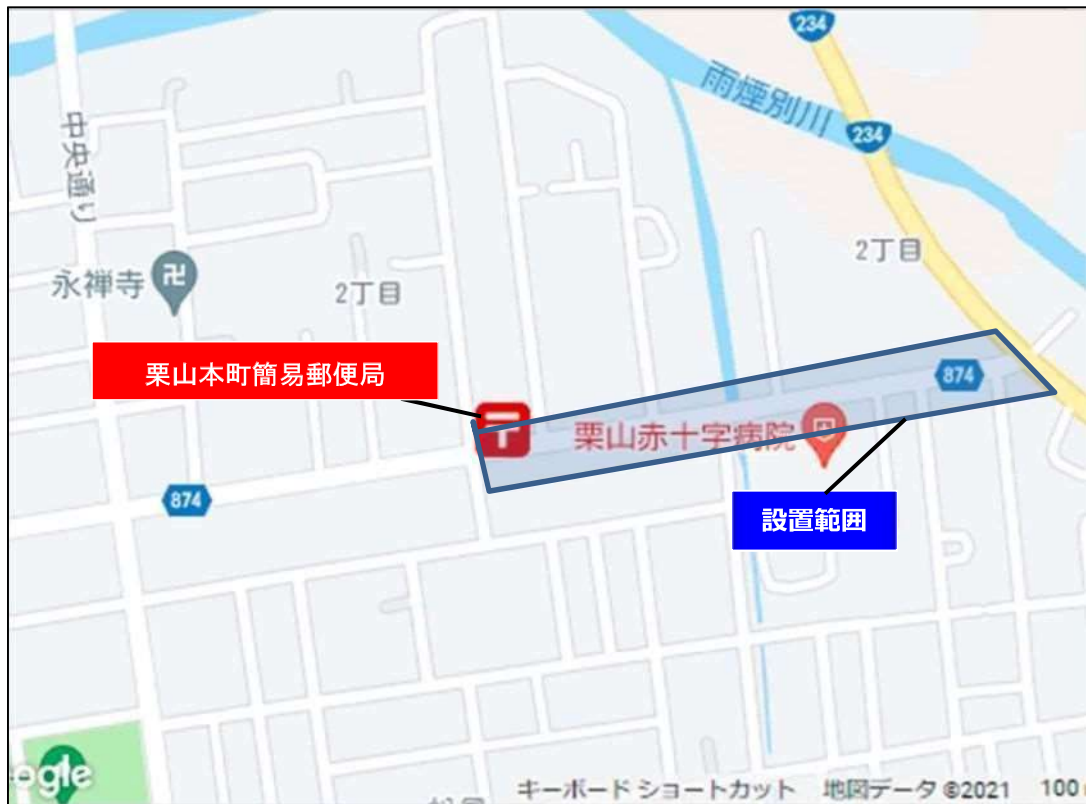 234
雨煙別川
234
中央通り
2丁目
永禅寺
2丁目
栗山本町簡易郵便局
874
栗山赤十字病院
874
設置範囲
ogle
キーボード ショートカット 地図データ ©2021 100